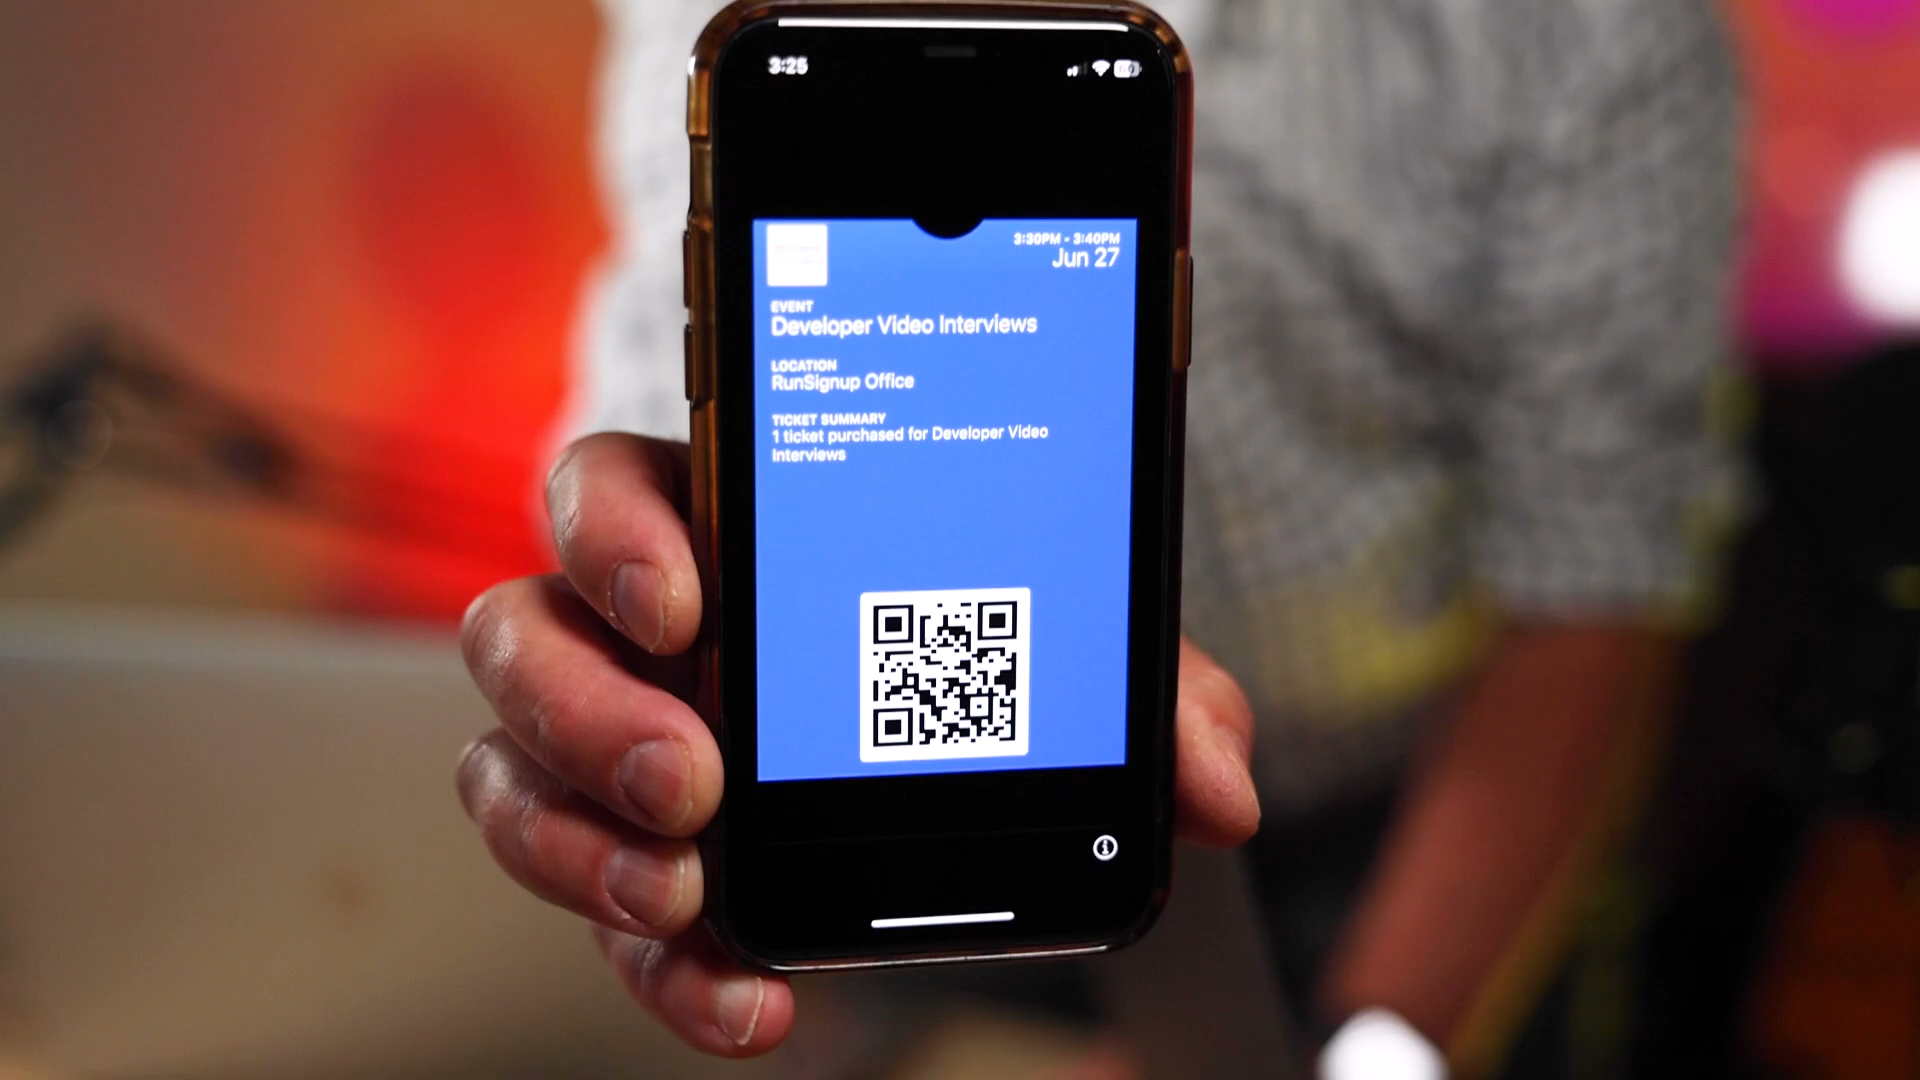 3:25
3:30PM - 3:40PM
Jun 27
EVENT
Developer Video Interviews
LOCATION
RunSignup Office
TICKET SUMMARY
1 ticket purchased for Developer Video
Interviews